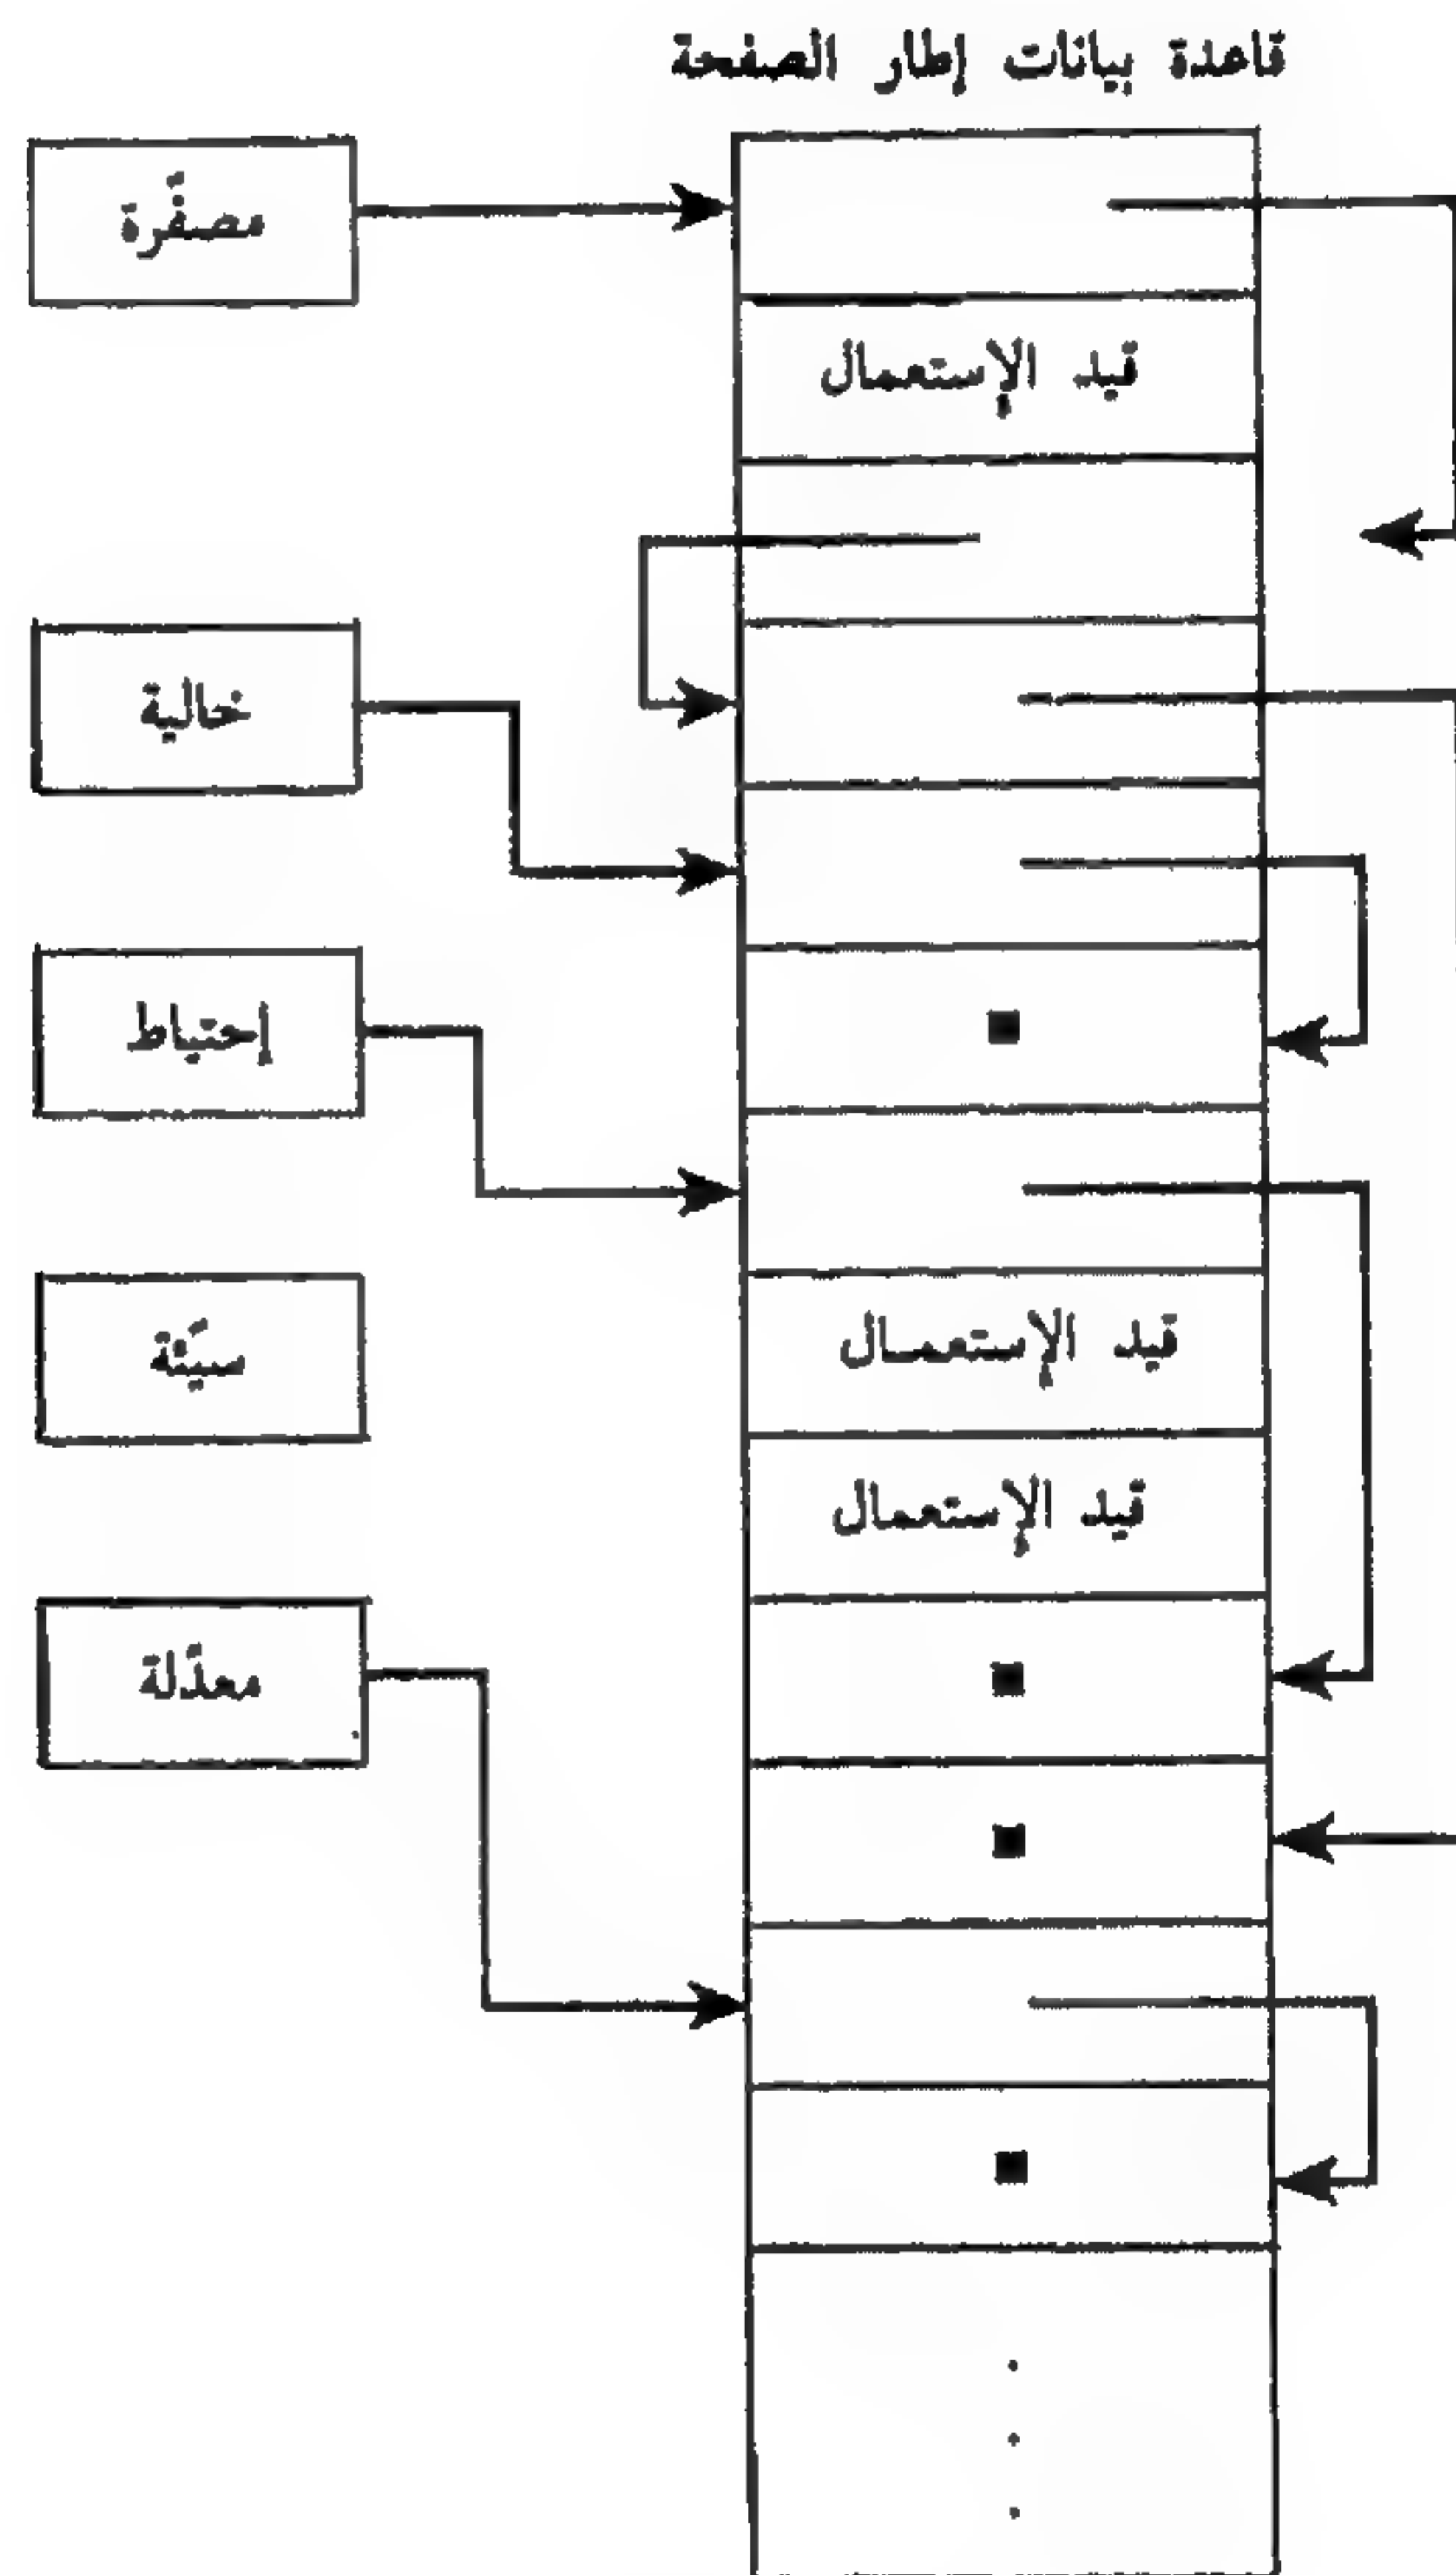 قاعدة بيانات إطار الصفحة
مصفّرة
قيد الإستعمال
خالية
إحتياط
سيّئة
قيد الإستعمال
قيد الإستعمال
معدّلة